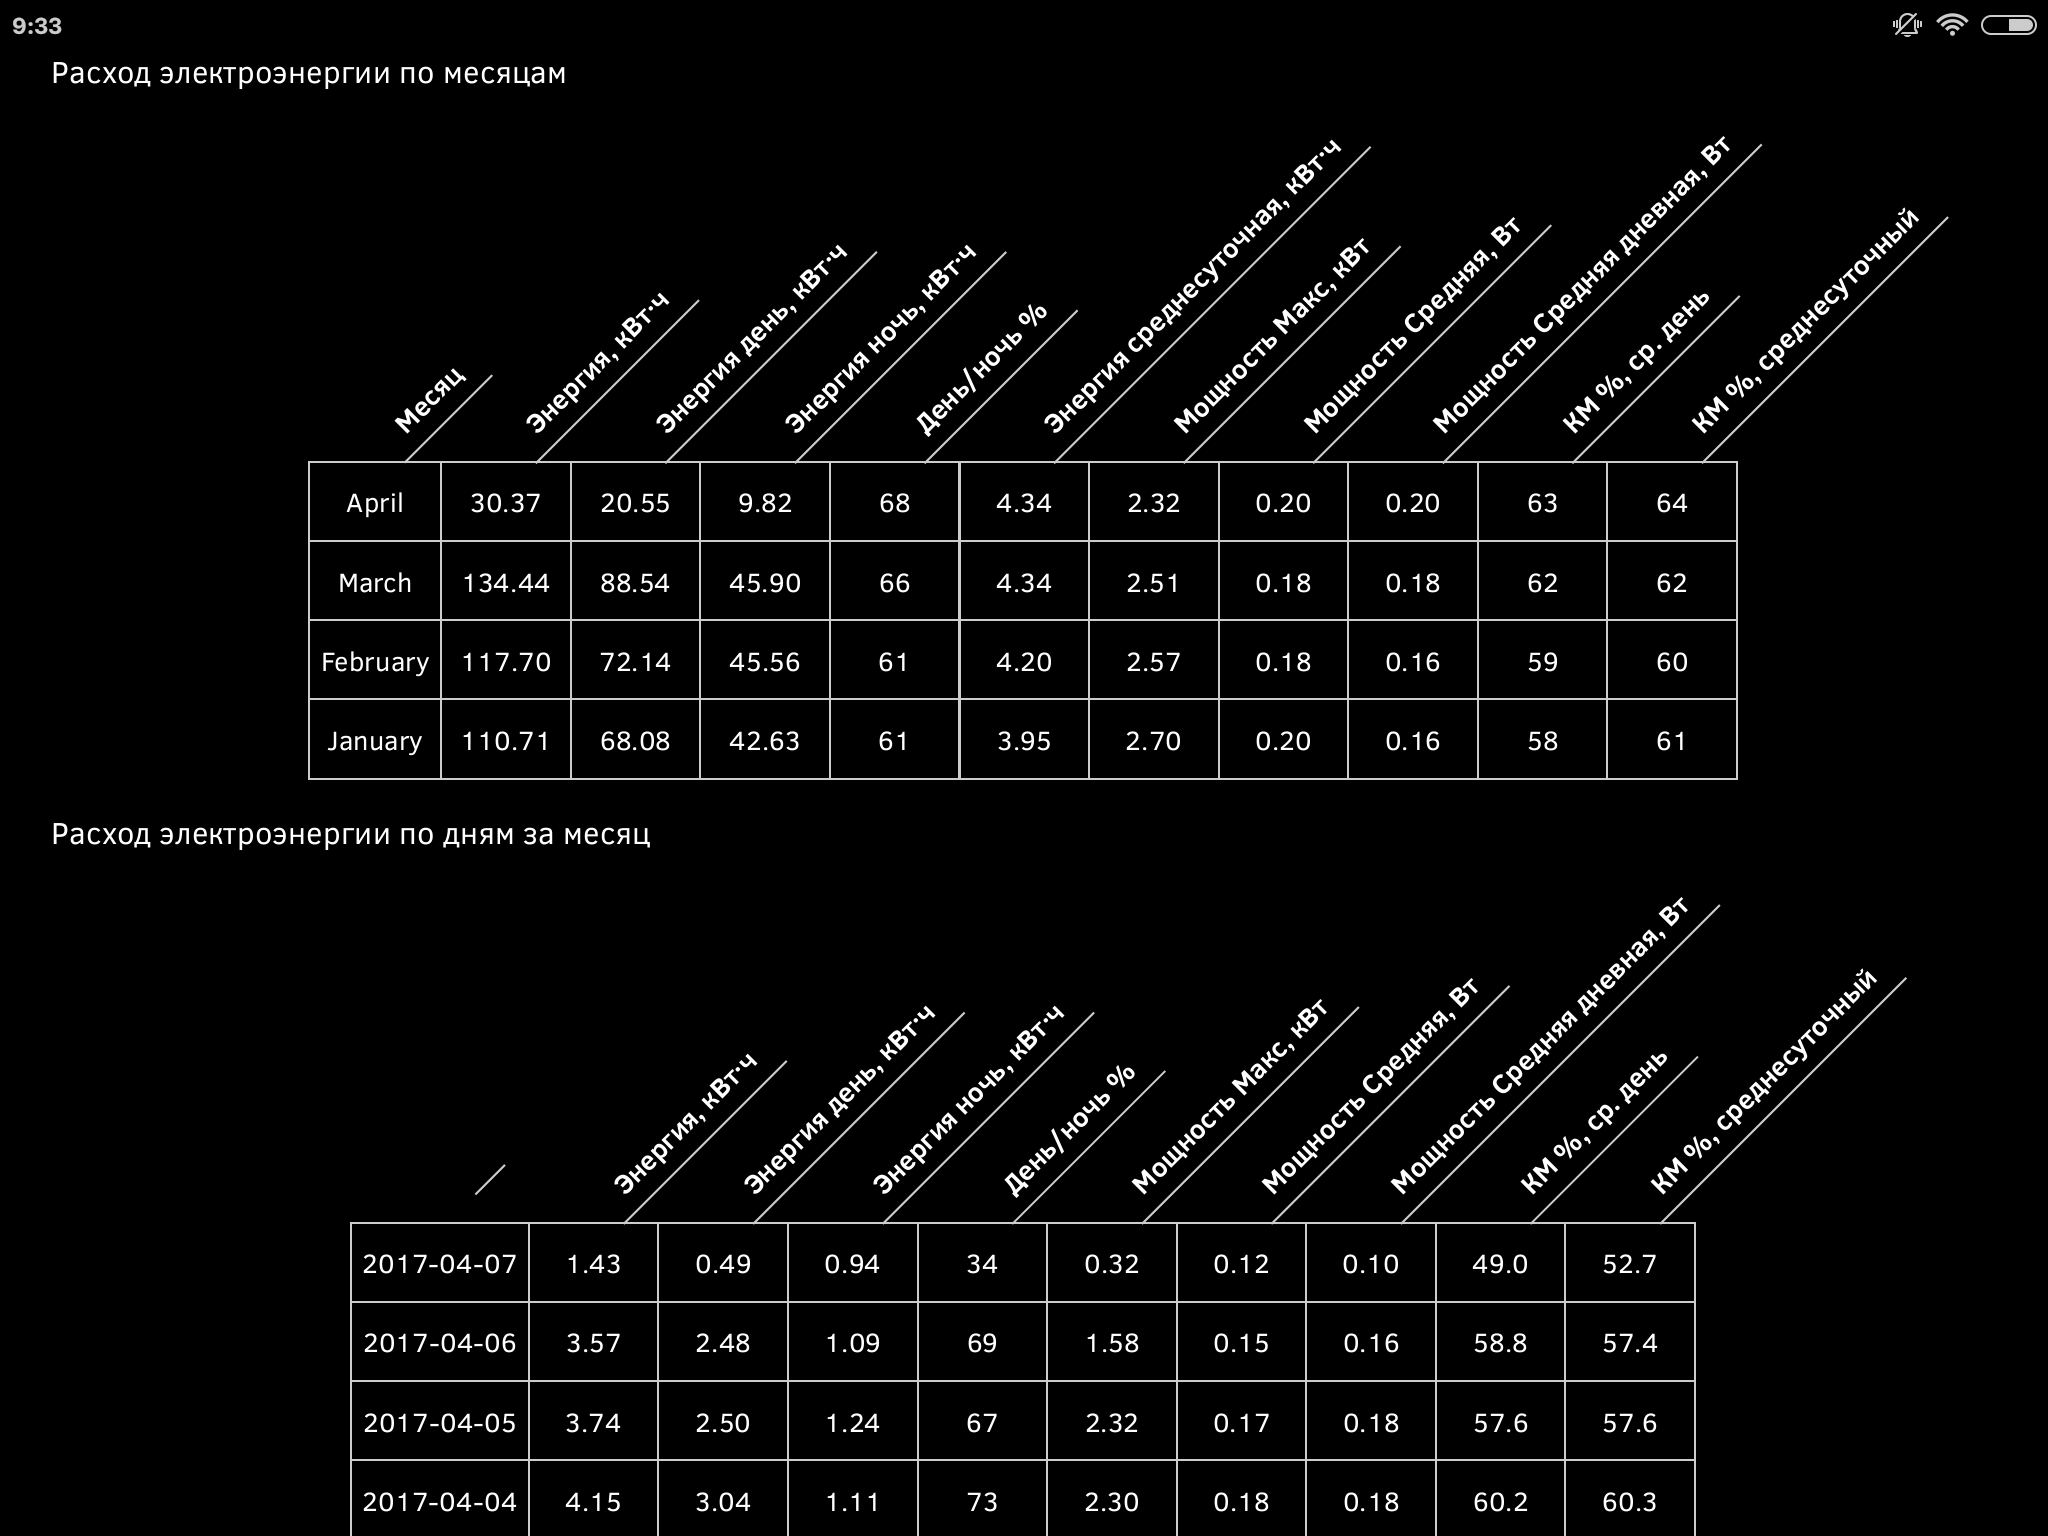 9:33
Расход электроэнергии по месяцам
Месяц Энергия, кВт·ч Энергия день, кВт·ч Энергия ночь, кВт·ч День/ночь % Энергия среднесуточная, кВт·ч Мощность Макс, кВт Мощность Средняя, Вт Мощность Средняя дневная, Вт КМ %, ср. день КМ %, среднесуточный
April 30.37 20.55 9.82 68 4.34 2.32 0.20 0.20 63 64
March 134.44 88.54 45.90 66 4.34 2.51 0.18 0.18 62 62
February 117.70 72.14 45.56 61 4.20 2.57 0.18 0.16 59 60
January 110.71 68.08 42.63 61 3.95 2.70 0.20 0.16 58 61
Расход электроэнергии по дням за месяц
Энергия, кВт·ч Энергия день, кВт·ч Энергия ночь, кВт·ч День/ночь % Мощность Макс, кВт Мощность Средняя, Вт Мощность Средняя дневная, Вт КМ %, ср. день КМ %, среднесуточный
2017-04-07 1.43 0.49 0.94 34 0.32 0.12 0.10 49.0 52.7
2017-04-06 3.57 2.48 1.09 69 1.58 0.15 0.16 58.8 57.4
2017-04-05 3.74 2.50 1.24 67 2.32 0.17 0.18 57.6 57.6
2017-04-04 4.15 3.04 1.11 73 2.30 0.18 0.18 60.2 60.3